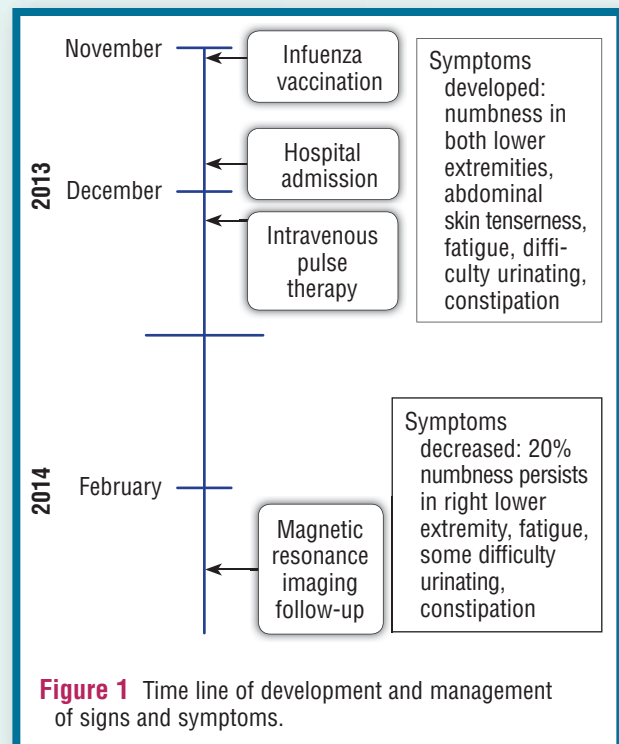 November
Infuenza
vaccination
Symptoms
developed:
numbness in
both lower
extremities,
abdominal
skin tenserness,
fatigue, diffi-
culty urinating,
constipation
2013
Hospital
admission
December
Intravenous
pulse
therapy
Symptoms
decreased: 20%
numbness persists
in right lower
extremity, fatigue,
some difficulty
urinating,
constipation
2014
February
Magnetic
resonance
imaging
follow-up
Figure 1 Time line of development and management
of signs and symptoms.